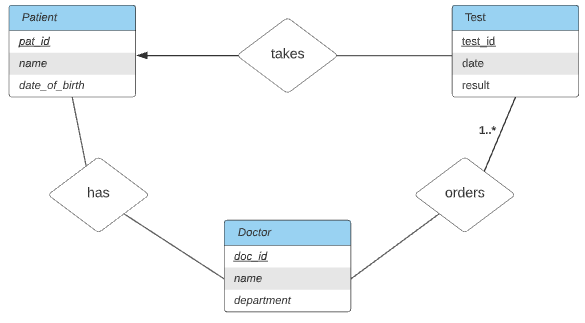 Patient
pat_id
name
date_of_birth
takes
Test
test_id
date
result
1..*
has
orders
Doctor
doc_id
name
department